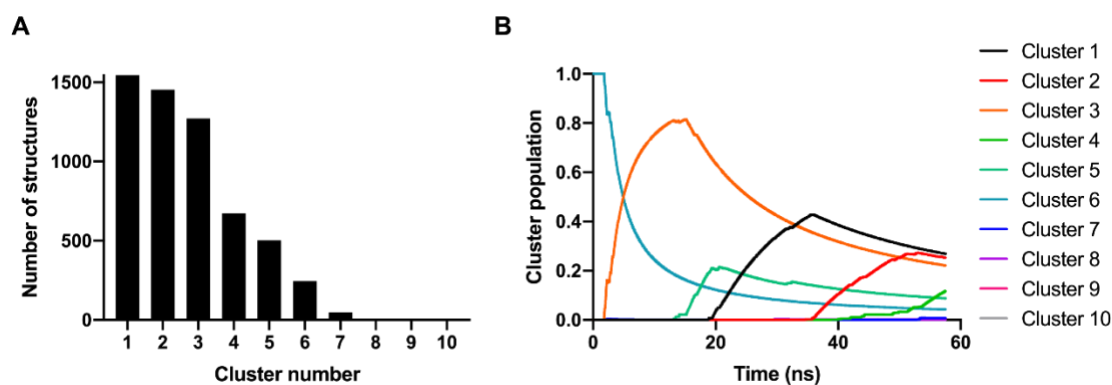 A
Number of structures
1500
1000
500
0
1 2 3 4 5 6 7 8 9 10
Cluster number
B
Cluster population
1.0
0.8
0.6
0.4
0.2
0.0
0 20 40 60
Time (ns)
Cluster 1
Cluster 2
Cluster 3
Cluster 4
Cluster 5
Cluster 6
Cluster 7
Cluster 8
Cluster 9
Cluster 10